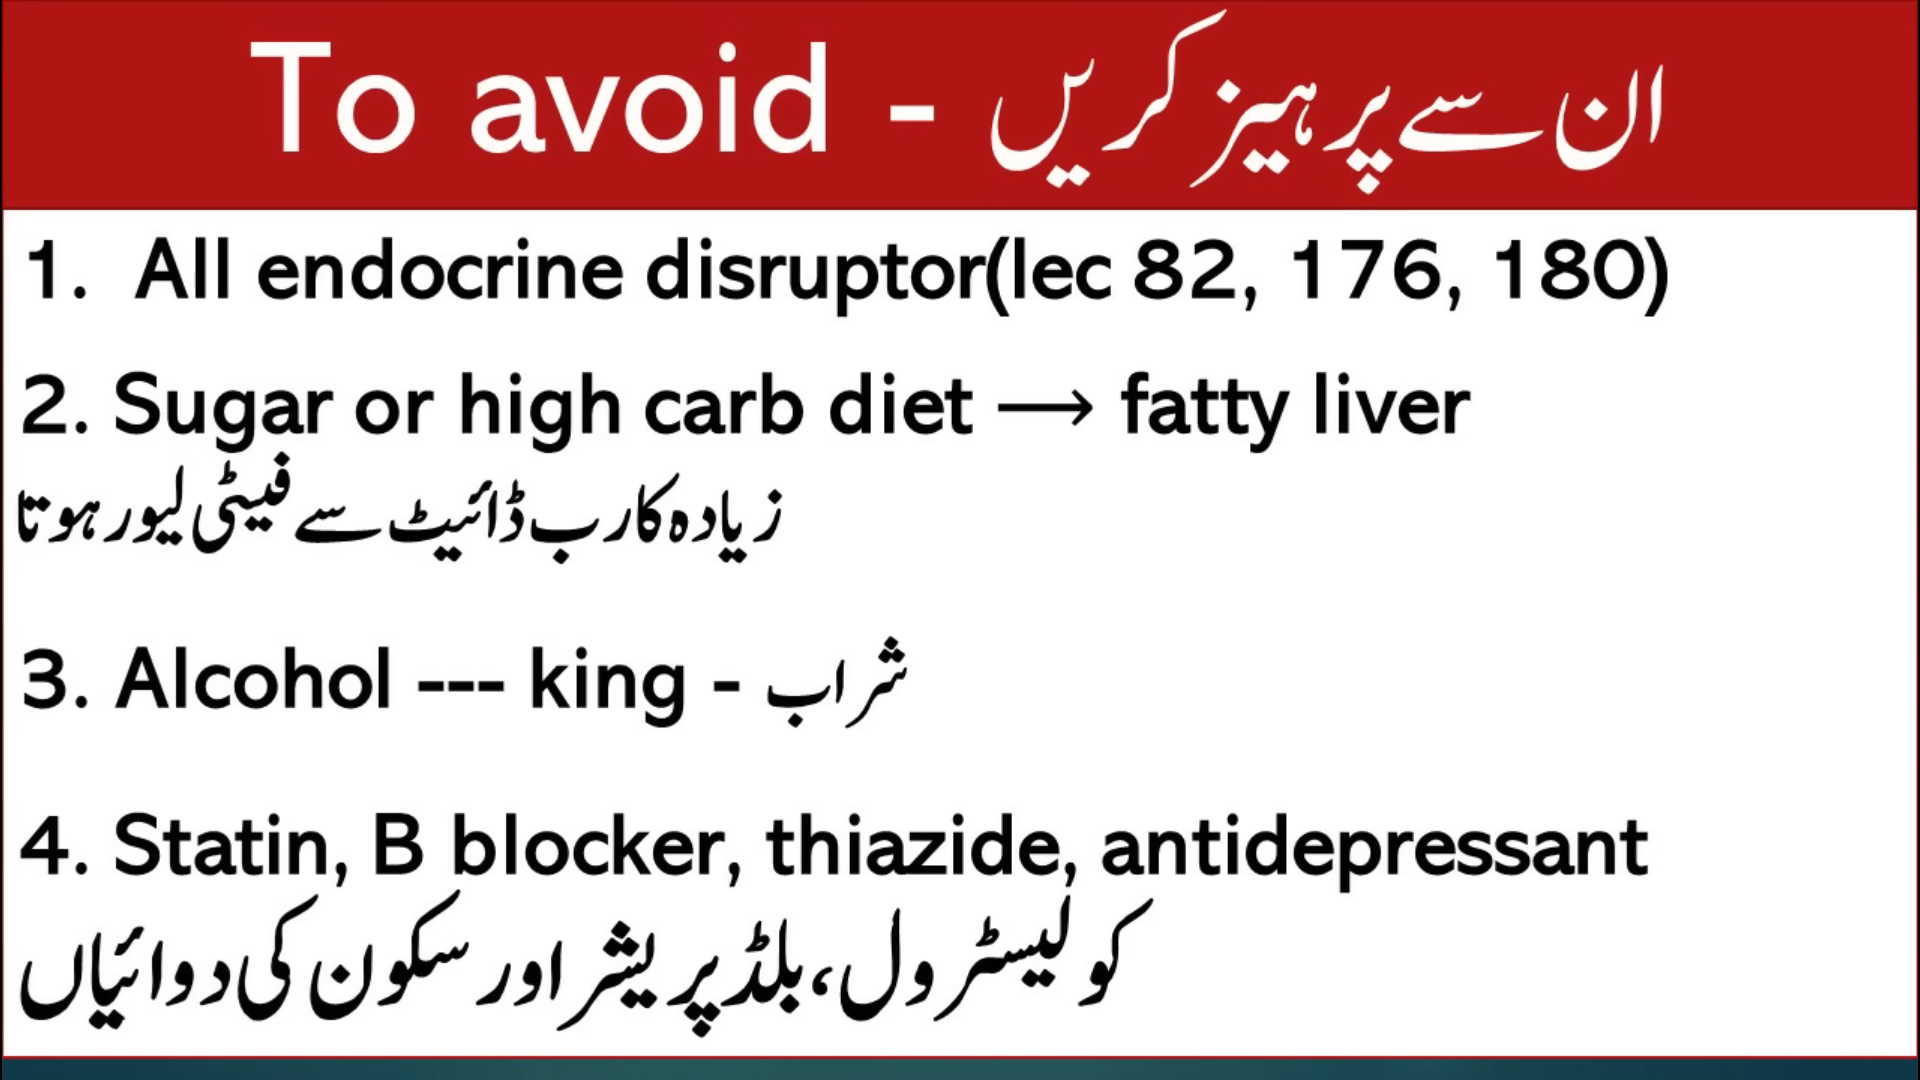 To avoid - ان سے پرہیز کریں
1. All endocrine disruptor(lec 82, 176, 180)
2. Sugar or high carb diet ⟶ fatty liver
زیادہ کارب ڈائیٹ سے فیٹی لیور ہوتا
3. Alcohol --- king - شراب
4. Statin, B blocker, thiazide, antidepressant
کولیسٹرول، بلڈ پریشر اور سکون کی دوائیاں